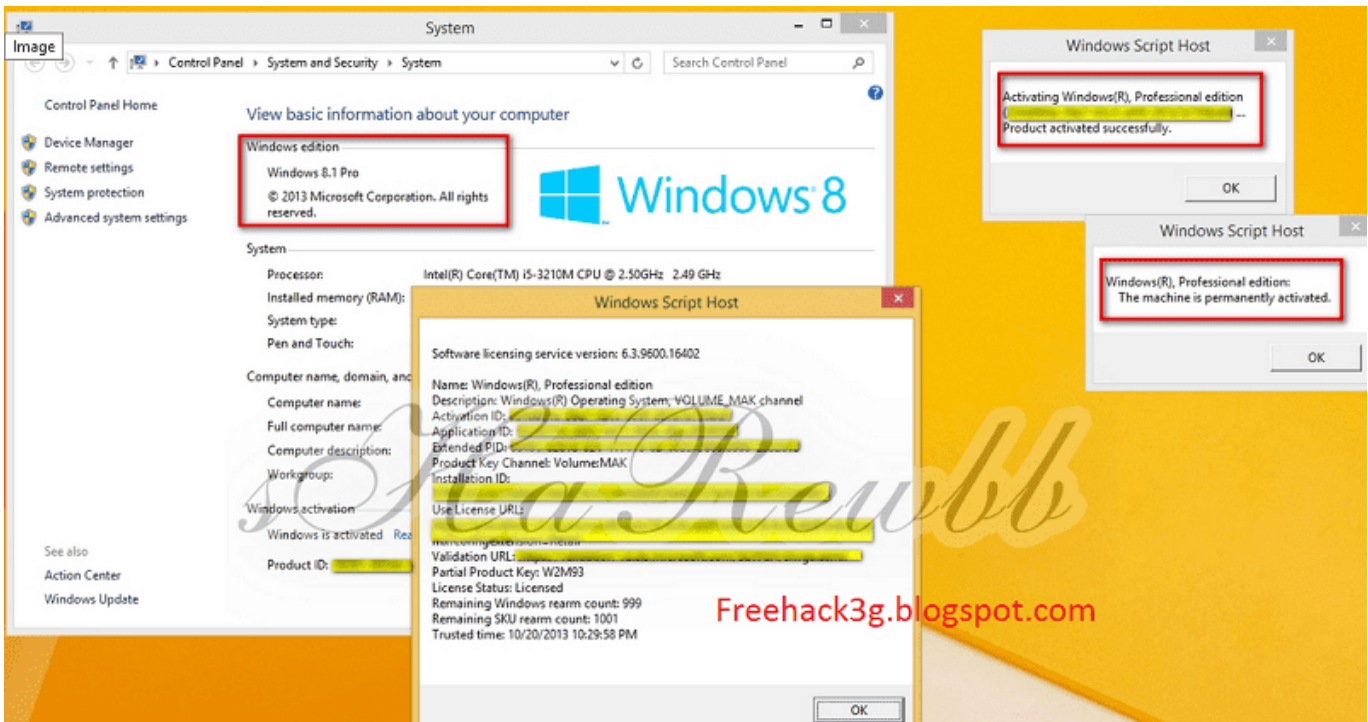 System
Image
Control Panel
System and Security
System
Search Control Panel
Control Panel Home
Device Manager
Remote settings
System protection
Advanced system settings
See also
Action Center
Windows Update
View basic information about your computer
Windows edition
Windows 8.1 Pro
© 2013 Microsoft Corporation. All rights
reserved.
Windows 8
System
Processor: Intel(R) Core(TM) i5-3210M CPU @ 2.50GHz 2.49 GHz
Installed memory (RAM):
System type:
Pen and Touch:
Computer name, domain, and
Computer name:
Full computer name:
Computer description:
Workgroup:
Windows activation
Windows is activated Rea
Product ID:
Windows Script Host
Software licensing service version: 6.3.9600.16402
Name: Windows(R), Professional edition
Description: Windows(R) Operating System, VOLUME_MAK channel
Activation ID:
Application ID:
Extended PID:
Product Key Channel: Volume:MAK
Installation ID:
Use License URL:
Validation URL:
Partial Product Key: W2M93
License Status: Licensed
Remaining Windows rearm count: 999
Remaining SKU rearm count: 1001
Trusted time: 10/20/2013 10:29:58 PM
OK
Windows Script Host
Activating Windows(R), Professional edition
( ...
Product activated successfully.
OK
Windows Script Host
Windows(R), Professional edition:
The machine is permanently activated.
OK
sHaRewbb
Freehack3g.blogspot.com